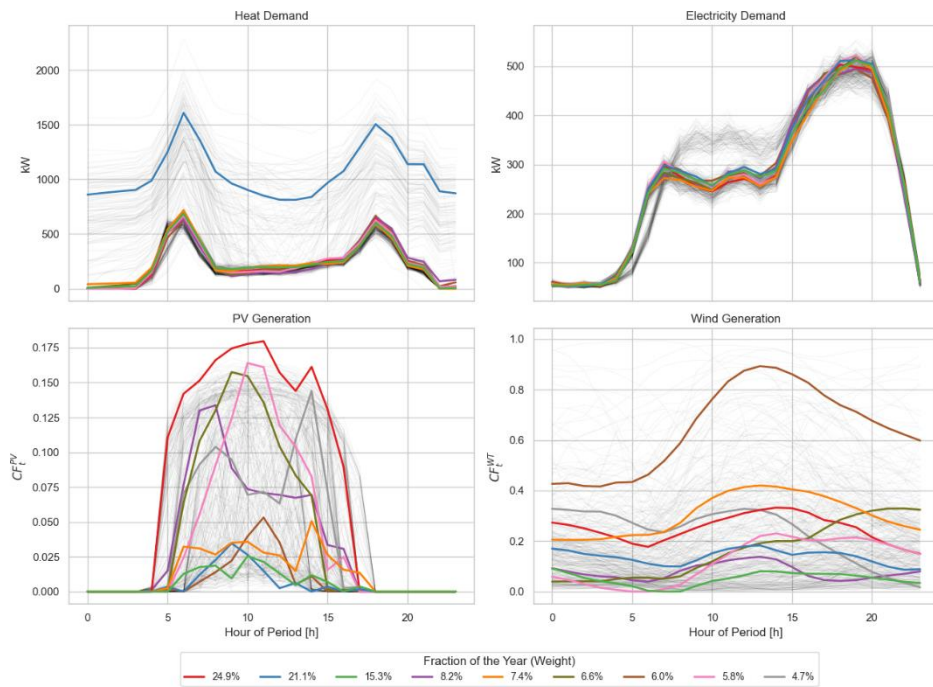 Heat Demand
kW
2000
1500
1000
500
0
Electricity Demand
kW
500
400
300
200
100
PV Generation
CF_t^{PV}
0.175
0.150
0.125
0.100
0.075
0.050
0.025
0.000
0 5 10 15 20
Hour of Period [h]
Wind Generation
CF_t^{WT}
1.0
0.8
0.6
0.4
0.2
0.0
0 5 10 15 20
Hour of Period [h]
Fraction of the Year (Weight)
24.9% 21.1% 15.3% 8.2% 7.4% 6.6% 6.0% 5.8% 4.7%